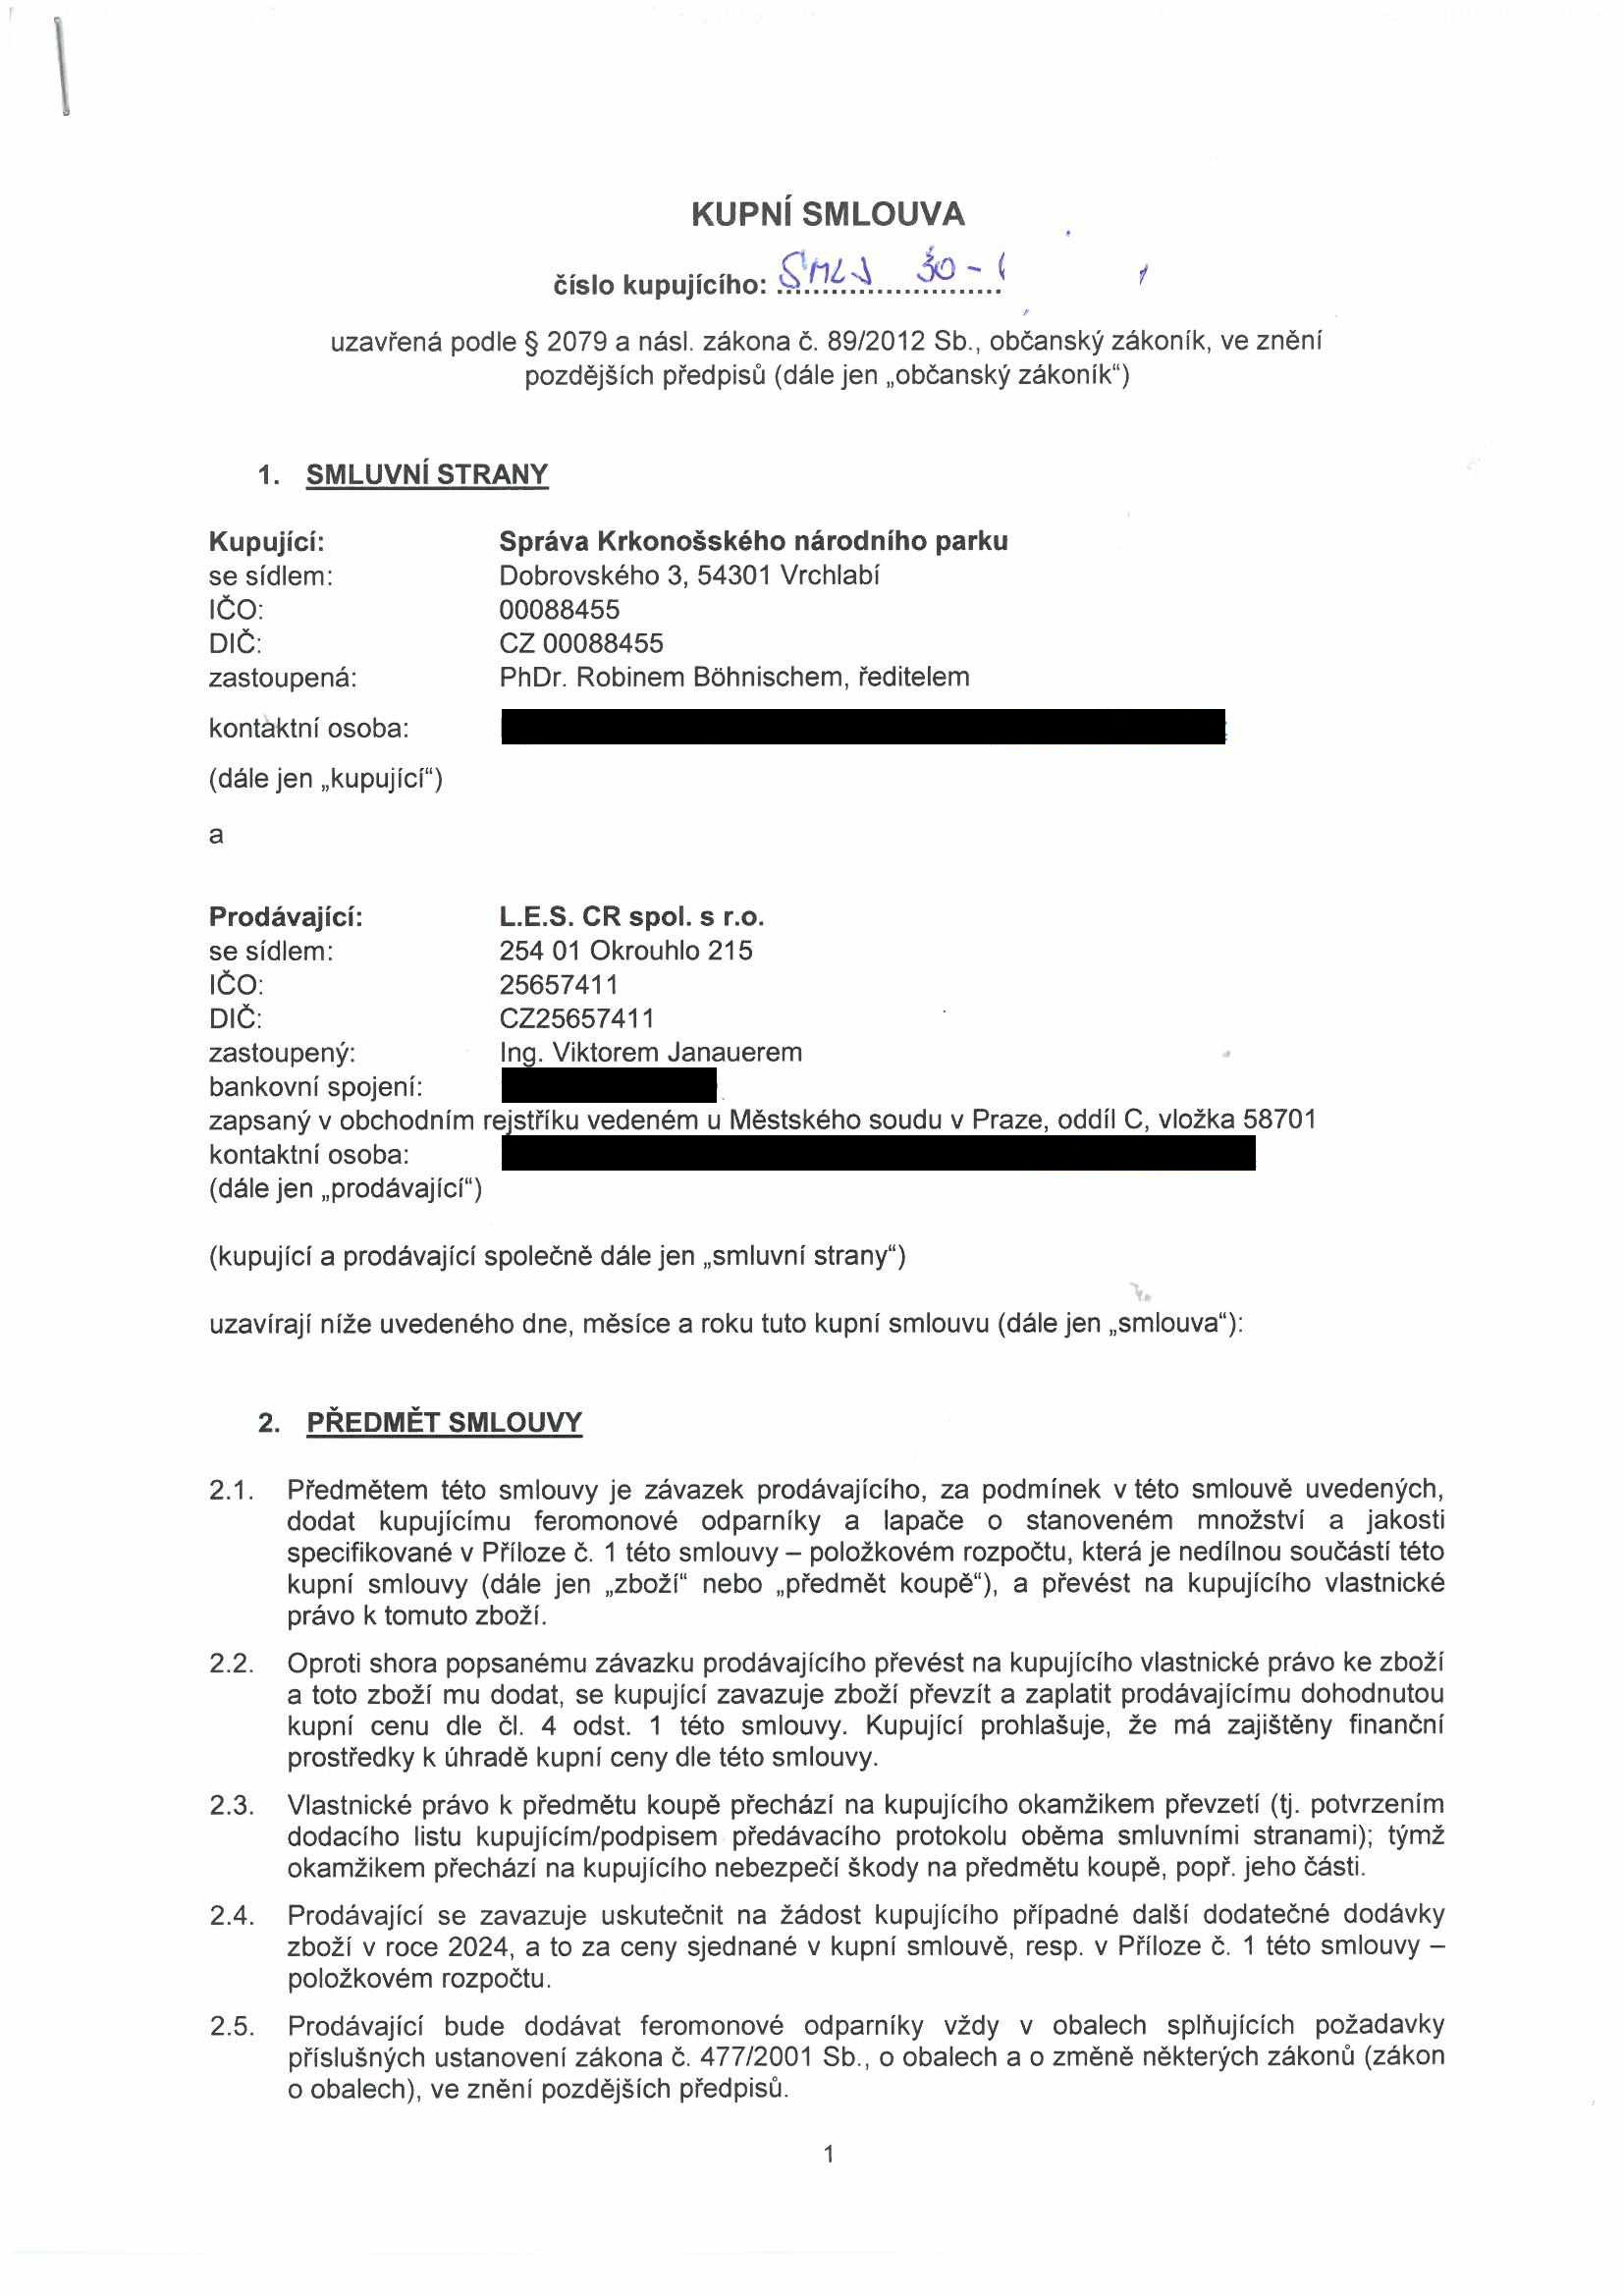 KUPNÍ SMLOUVA
číslo kupujícího: SMLJ 30-1
uzavřená podle § 2079 a násl. zákona č. 89/2012 Sb., občanský zákoník, ve znění
pozdějších předpisů (dále jen „občanský zákoník“)
1. SMLUVNÍ STRANY
Kupující: Správa Krkonošského národního parku
se sídlem: Dobrovského 3, 54301 Vrchlabí
IČO: 00088455
DIČ: CZ 00088455
zastoupená: PhDr. Robinem Böhnischem, ředitelem
kontaktní osoba:
(dále jen „kupující“)
a
Prodávající: L.E.S. CR spol. s r.o.
se sídlem: 254 01 Okrouhlo 215
IČO: 25657411
DIČ: CZ25657411
zastoupený: Ing. Viktorem Janauerem
bankovní spojení:
zapsaný v obchodním rejstříku vedeném u Městského soudu v Praze, oddíl C, vložka 58701
kontaktní osoba:
(dále jen „prodávající“)
(kupující a prodávající společně dále jen „smluvní strany“)
uzavírají níže uvedeného dne, měsíce a roku tuto kupní smlouvu (dále jen „smlouva“):
2. PŘEDMĚT SMLOUVY
2.1. Předmětem této smlouvy je závazek prodávajícího, za podmínek v této smlouvě uvedených,
dodat kupujícímu feromonové odparníky a lapače o stanoveném množství a jakosti
specifikované v Příloze č. 1 této smlouvy – položkovém rozpočtu, která je nedílnou součástí této
kupní smlouvy (dále jen „zboží“ nebo „předmět koupě“), a převést na kupujícího vlastnické
právo k tomuto zboží.
2.2. Oproti shora popsanému závazku prodávajícího převést na kupujícího vlastnické právo ke zboží
a toto zboží mu dodat, se kupující zavazuje zboží převzít a zaplatit prodávajícímu dohodnutou
kupní cenu dle čl. 4 odst. 1 této smlouvy. Kupující prohlašuje, že má zajištěny finanční
prostředky k úhradě kupní ceny dle této smlouvy.
2.3. Vlastnické právo k předmětu koupě přechází na kupujícího okamžikem převzetí (tj. potvrzením
dodacího listu kupujícím/podpisem předávacího protokolu oběma smluvními stranami); týmž
okamžikem přechází na kupujícího nebezpečí škody na předmětu koupě, popř. jeho části.
2.4. Prodávající se zavazuje uskutečnit na žádost kupujícího případné další dodatečné dodávky
zboží v roce 2024, a to za ceny sjednané v kupní smlouvě, resp. v Příloze č. 1 této smlouvy –
položkovém rozpočtu.
2.5. Prodávající bude dodávat feromonové odparníky vždy v obalech splňujících požadavky
příslušných ustanovení zákona č. 477/2001 Sb., o obalech a o změně některých zákonů (zákon
o obalech), ve znění pozdějších předpisů.
1